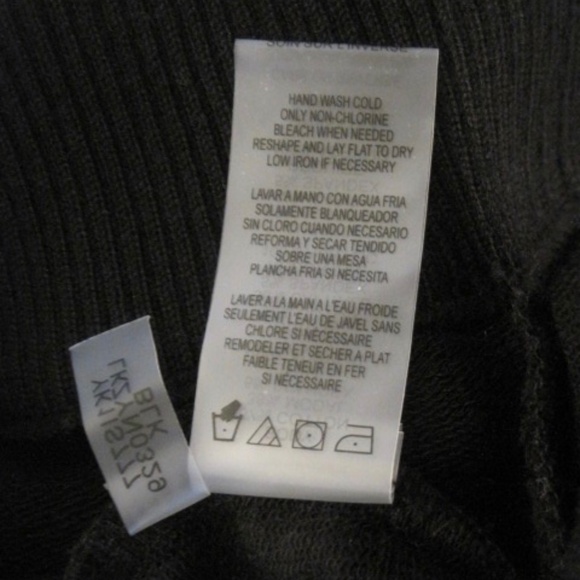 SOIN SUR L'INVERSE
HAND WASH COLD
ONLY NON-CHLORINE
BLEACH WHEN NEEDED
RESHAPE AND LAY FLAT TO DRY
LOW IRON IF NECESSARY
LAVAR A MANO CON AGUA FRIA
SOLAMENTE BLANQUEADOR
SIN CLORO CUANDO NECESARIO
REFORMA Y SECAR TENDIDO
SOBRE UNA MESA
PLANCHA FRIA SI NECESITA
LAVER A LA MAIN A L'EAU FROIDE
SEULEMENT L'EAU DE JAVEL SANS
CHLORE SI NÉCESSAIRE
REMODELER ET SECHER A PLAT
FAIBLE TENEUR EN FER
SI NÉCESSAIRE
BLK